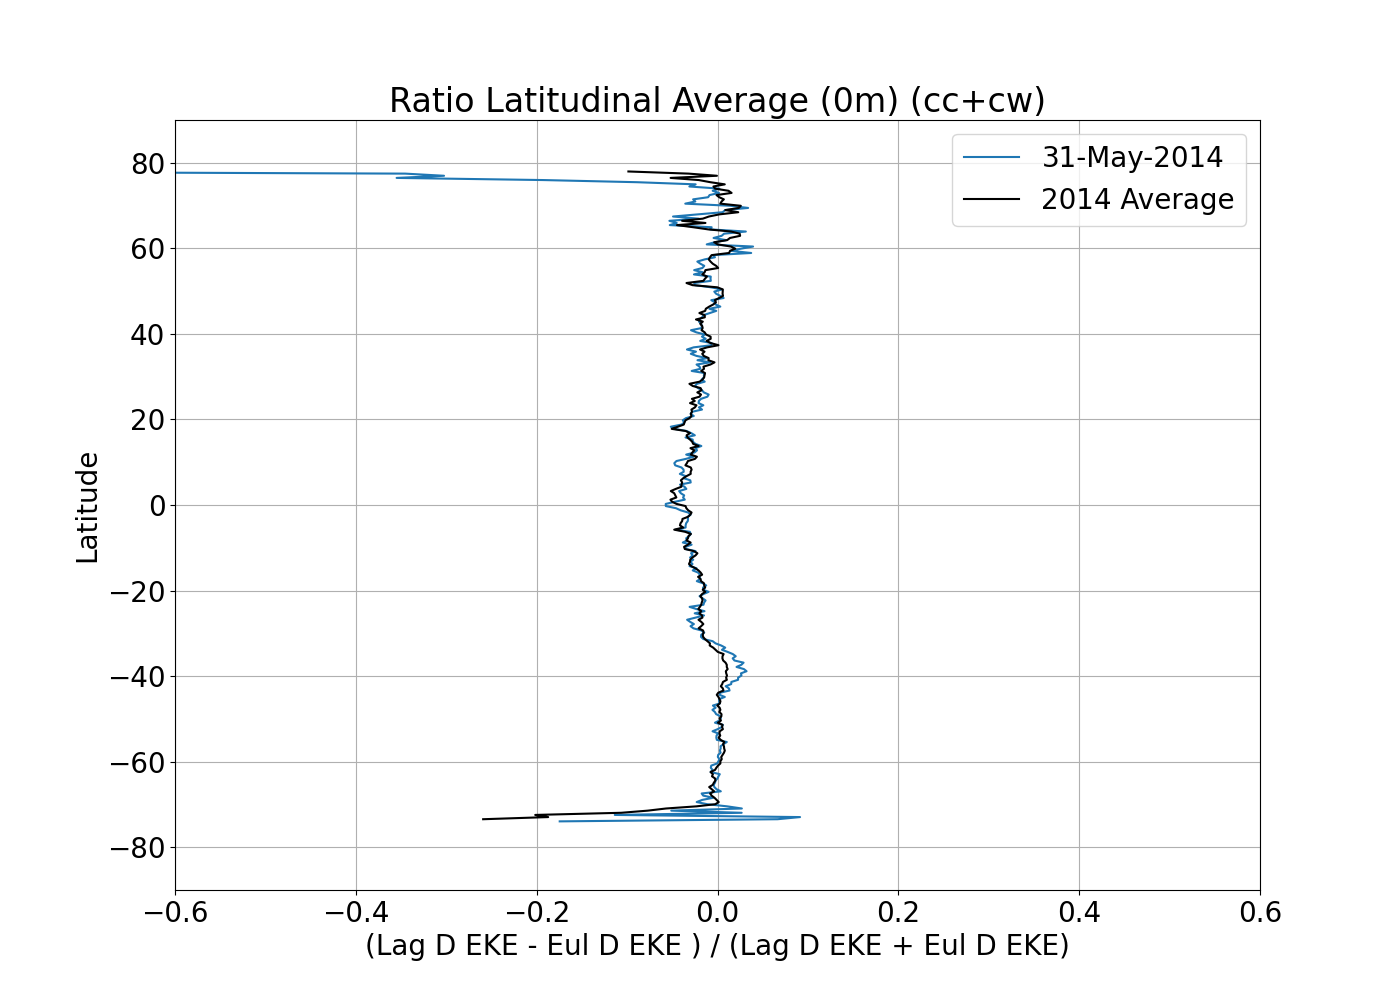 Ratio Latitudinal Average (0m) (cc+cw)
31-May-2014
2014 Average
80
60
40
20
0
−20
−40
−60
−80
Latitude
−0.6 −0.4 −0.2 0.0 0.2 0.4 0.6
(Lag D EKE - Eul D EKE ) / (Lag D EKE + Eul D EKE)